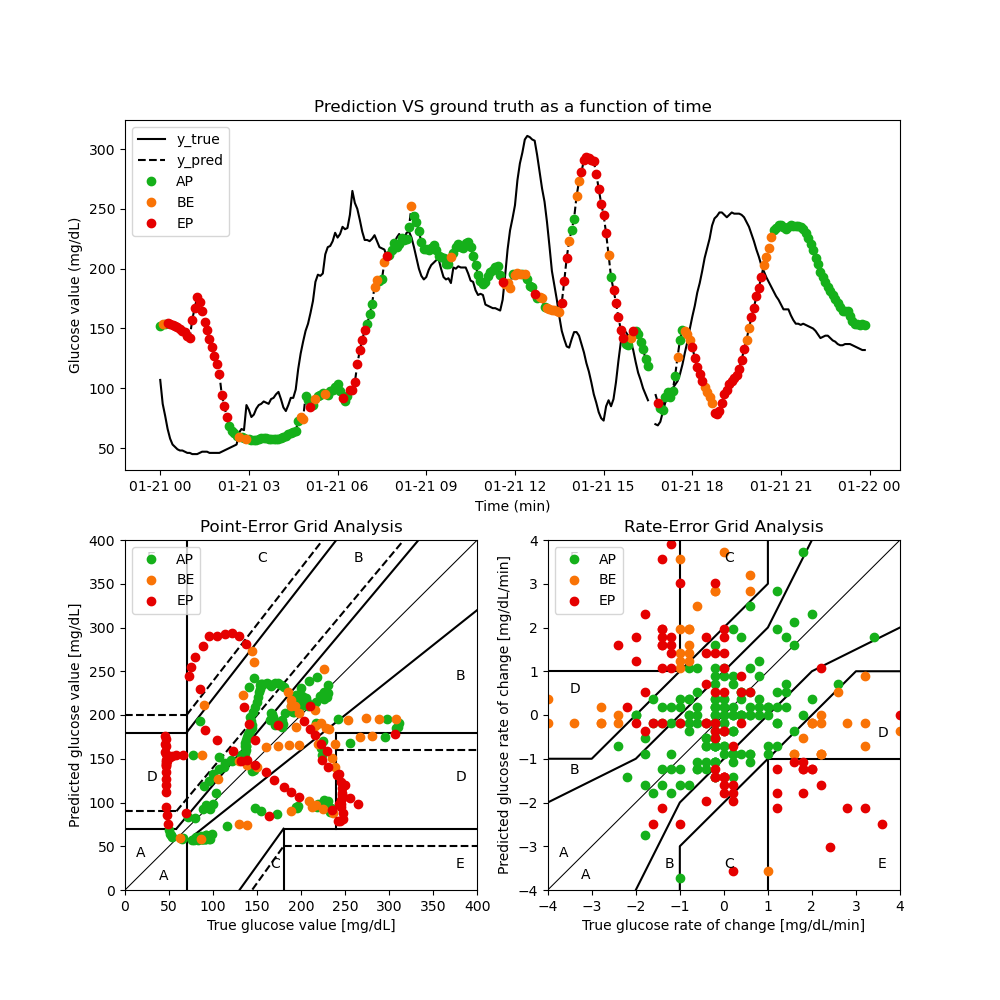 Prediction VS ground truth as a function of time
Glucose value (mg/dL)
300
250
200
150
100
50
y_true
y_pred
AP
BE
EP
01-21 00 01-21 03 01-21 06 01-21 09 01-21 12 01-21 15 01-21 18 01-21 21 01-22 00
Time (min)
Point-Error Grid Analysis
Predicted glucose value [mg/dL]
400
350
300
250
200
150
100
50
0
AP
BE
EP
C
B
B
D
D
A
A
C
E
0 50 100 150 200 250 300 350 400
True glucose value [mg/dL]
Rate-Error Grid Analysis
Predicted glucose rate of change [mg/dL/min]
4
3
2
1
0
−1
−2
−3
−4
AP
BE
EP
C
D
D
B
A
A
B
C
E
−4 −3 −2 −1 0 1 2 3 4
True glucose rate of change [mg/dL/min]